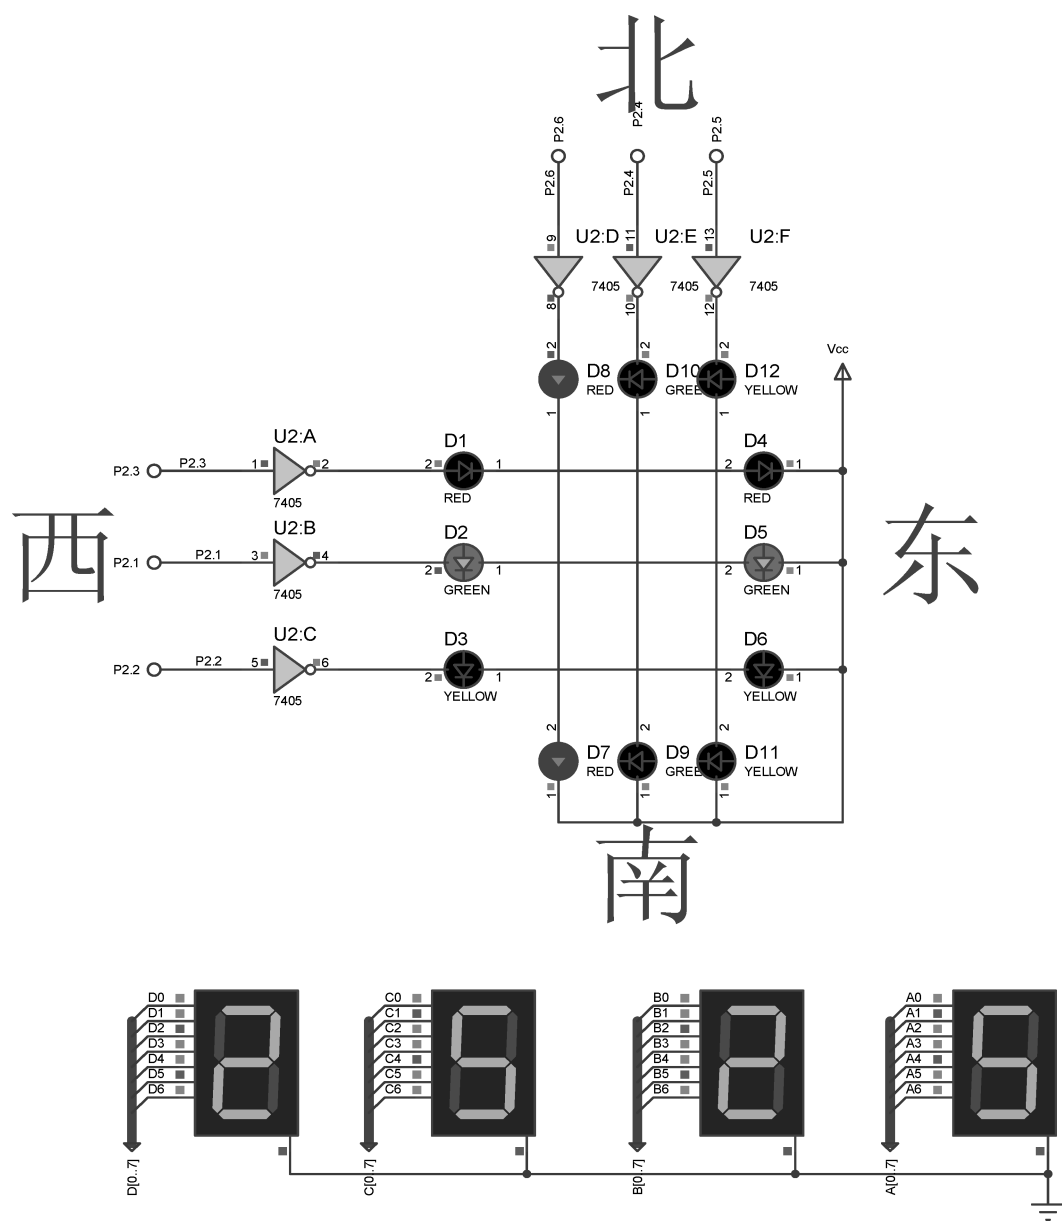 北
P2.6 P2.4 P2.5
P2.6 P2.4 P2.5
9 U2:D 11 U2:E 13 U2:F
7405 7405 7405
8 10 12
2 2 2
Vcc
D8 D10 D12
RED GREE YELLOW
1 1 1
U2:A D1 D4
P2.3 P2.3 1 2 2 1 2 1
7405 RED RED
西
东
U2:B D2 D5
P2.1 P2.1 3 4 2 1 2 1
7405 GREEN GREEN
U2:C D3 D6
P2.2 P2.2 5 6 2 1 2 1
7405 YELLOW YELLOW
2 2 2
D7 D9 D11
RED GREE YELLOW
1 1 1
南
D0 C0 B0 A0
D1 C1 B1 A1
D2 C2 B2 A2
D3 C3 B3 A3
D4 C4 B4 A4
D5 C5 B5 A5
D6 C6 B6 A6
2 5 2 5
D[0..7] C[0..7] B[0..7] A[0..7]